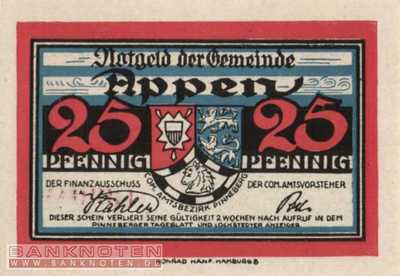 Notgeld der Gemeinde
Appen
25 25
PFENNIG PFENNIG
COM. AMTSBEZIRK PINNEBERG
DER FINANZAUSSCHUSS DER COM. AMTSVORSTEHER
DIESER SCHEIN VERLIERT SEINE GÜLTIGKEIT 2 WOCHEN NACH AUFRUF IN DEM
PINNEBERGER TAGEBLATT UND LOCKSTEDTER ANZEIGER
BANKNOTEN
WWW.BANKNOTEN.DE
KONRAD HANF, HAMBURG 8